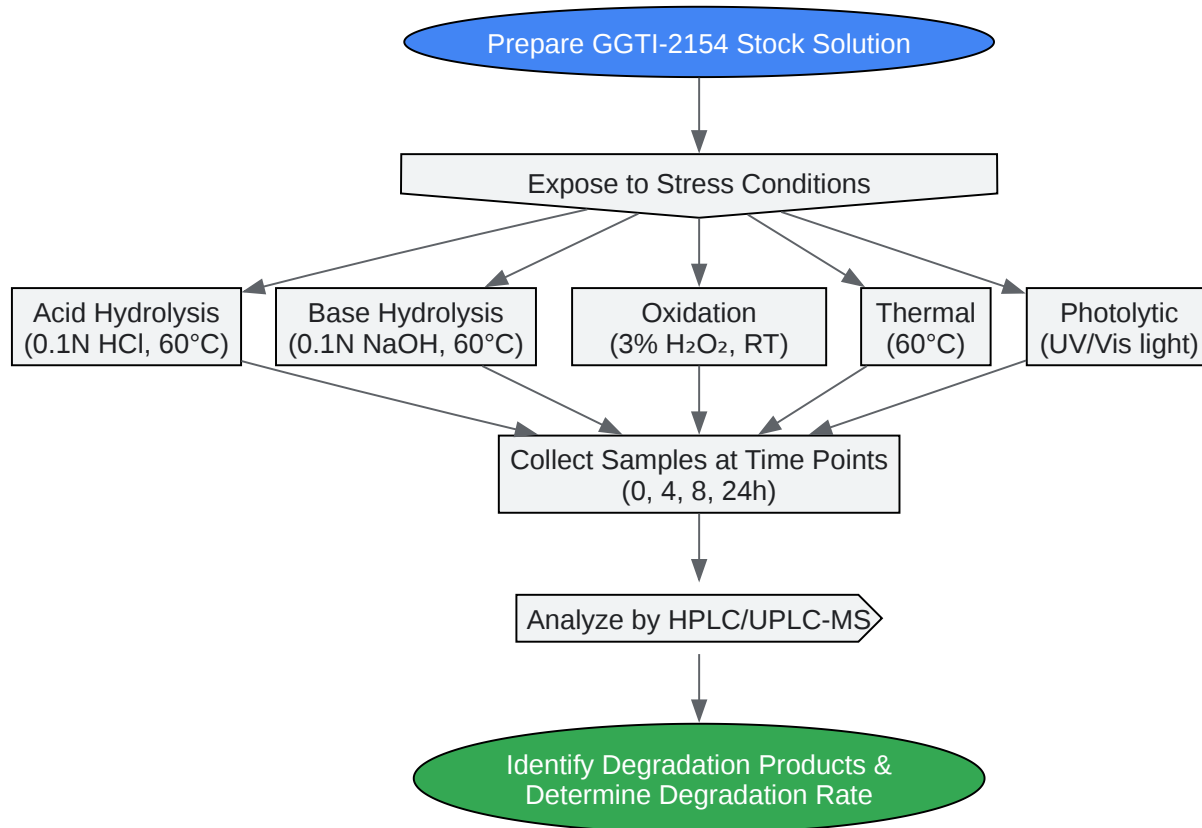 Prepare GGTI-2154 Stock Solution
Expose to Stress Conditions
Acid Hydrolysis
(0.1N HCl, 60°C)
Base Hydrolysis
(0.1N NaOH, 60°C)
Oxidation
(3% H₂O₂, RT)
Thermal
(60°C)
Photolytic
(UV/Vis light)
Collect Samples at Time Points
(0, 4, 8, 24h)
Analyze by HPLC/UPLC-MS
Identify Degradation Products &
Determine Degradation Rate